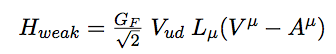 $H_{weak} = \frac{G_F}{\sqrt{2}} \ V_{ud} \ L_\mu (V^\mu - A^\mu)$